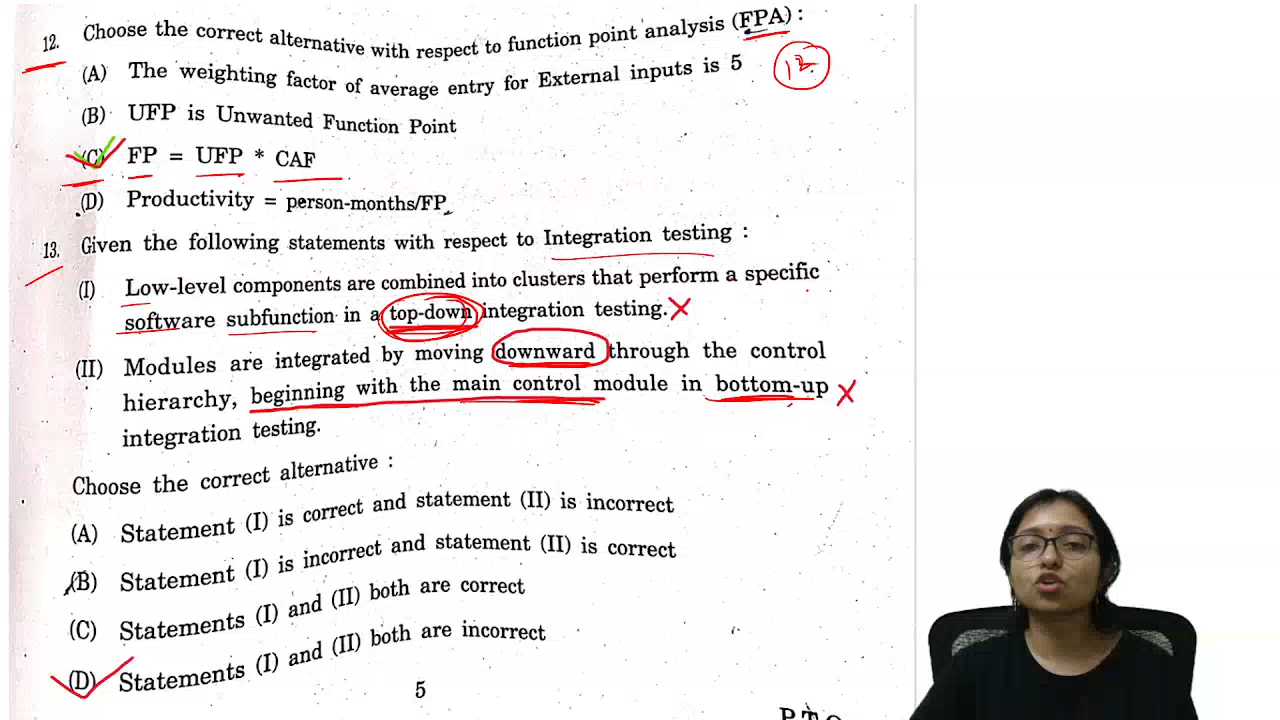 12. Choose the correct alternative with respect to function point analysis (FPA) :
(A) The weighting factor of average entry for External inputs is 5
12
(B) UFP is Unwanted Function Point
(C) FP = UFP * CAF
(D) Productivity = person-months/FP
13. Given the following statements with respect to Integration testing :
(I) Low-level components are combined into clusters that perform a specific
software subfunction in a top-down integration testing.
(II) Modules are integrated by moving downward through the control
hierarchy, beginning with the main control module in bottom-up
integration testing.
Choose the correct alternative :
(A) Statement (I) is correct and statement (II) is incorrect
(B) Statement (I) is incorrect and statement (II) is correct
(C) Statements (I) and (II) both are correct
(D) Statements (I) and (II) both are incorrect
5